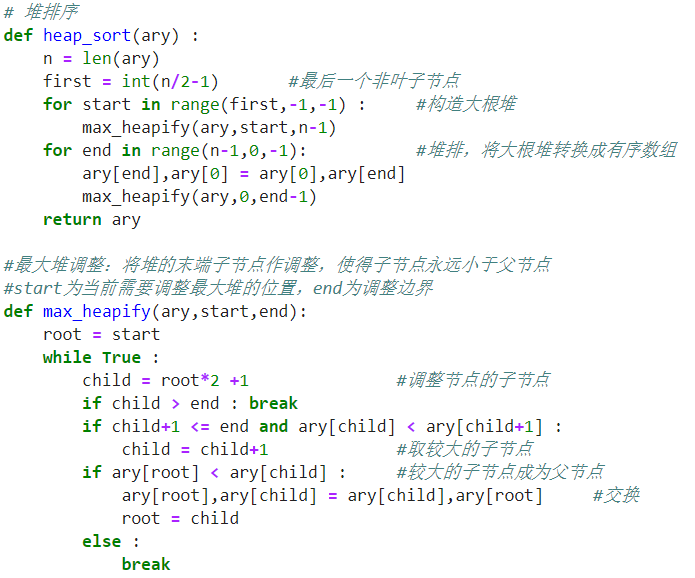 # 堆排序
def heap_sort(ary) :
    n = len(ary)
    first = int(n/2-1)       #最后一个非叶子节点
    for start in range(first,-1,-1) :     #构造大根堆
        max_heapify(ary,start,n-1)
    for end in range(n-1,0,-1):           #堆排，将大根堆转换成有序数组
        ary[end],ary[0] = ary[0],ary[end]
        max_heapify(ary,0,end-1)
    return ary

#最大堆调整：将堆的末端子节点作调整，使得子节点永远小于父节点
#start为当前需要调整最大堆的位置，end为调整边界
def max_heapify(ary,start,end):
    root = start
    while True :
        child = root*2 +1               #调整节点的子节点
        if child > end : break
        if child+1 <= end and ary[child] < ary[child+1] :
            child = child+1             #取较大的子节点
        if ary[root] < ary[child] :     #较大的子节点成为父节点
            ary[root],ary[child] = ary[child],ary[root]     #交换
            root = child
        else :
            break